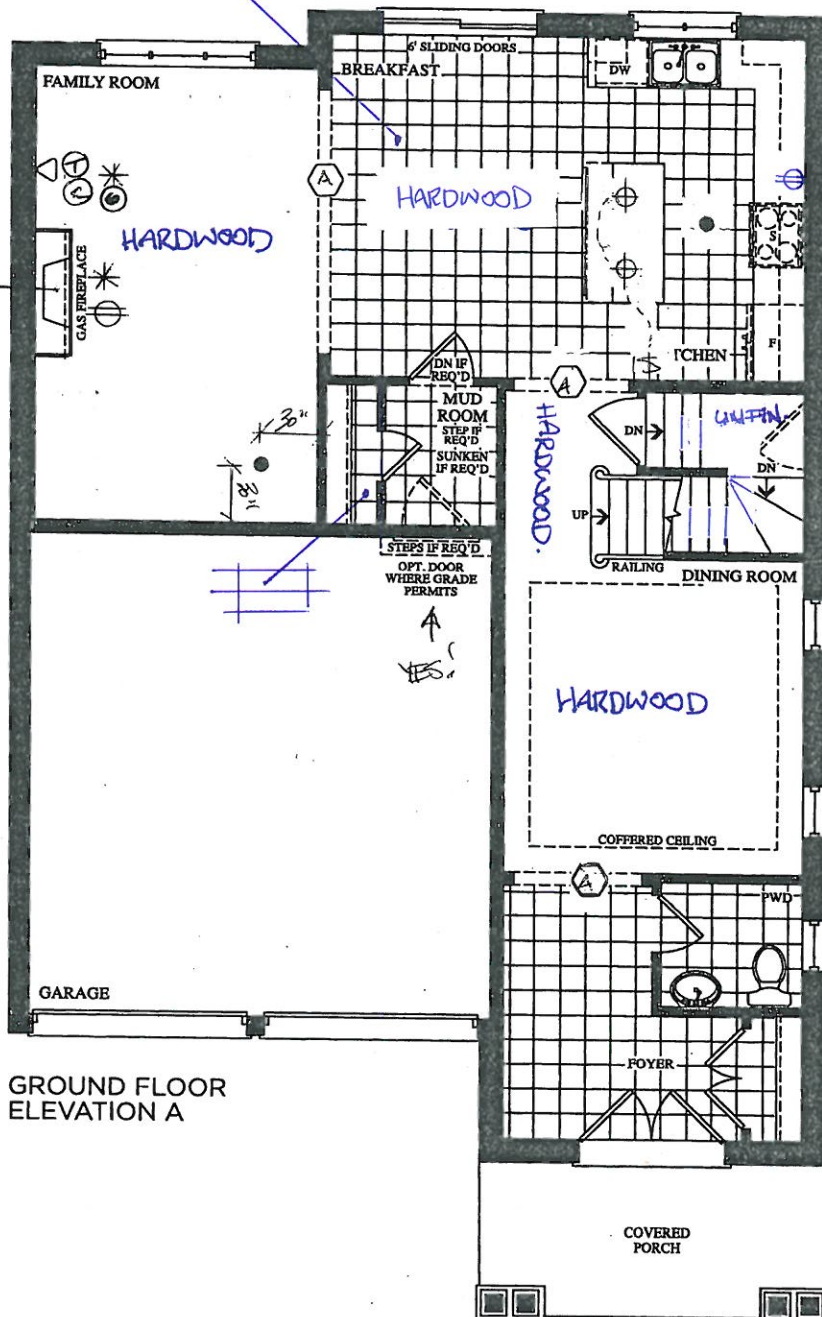 6' SLIDING DOORS
FAMILY ROOM
BREAKFAST
DW
A
HARDWOOD
HARDWOOD
S
GAS FIREPLACE
F
DN IF
REQ'D
TCHEN
A
MUD
ROOM
STEP IF
REQ'D
SUNKEN
IF REQ'D
HARDWOOD.
DN
UNFIN.
DN
30"
30"
UP
STEPS IF REQ'D
OPT. DOOR
WHERE GRADE
PERMITS
YES!
RAILING
DINING ROOM
HARDWOOD
COFFERED CEILING
A
PWD
GARAGE
FOYER
GROUND FLOOR
ELEVATION A
COVERED
PORCH